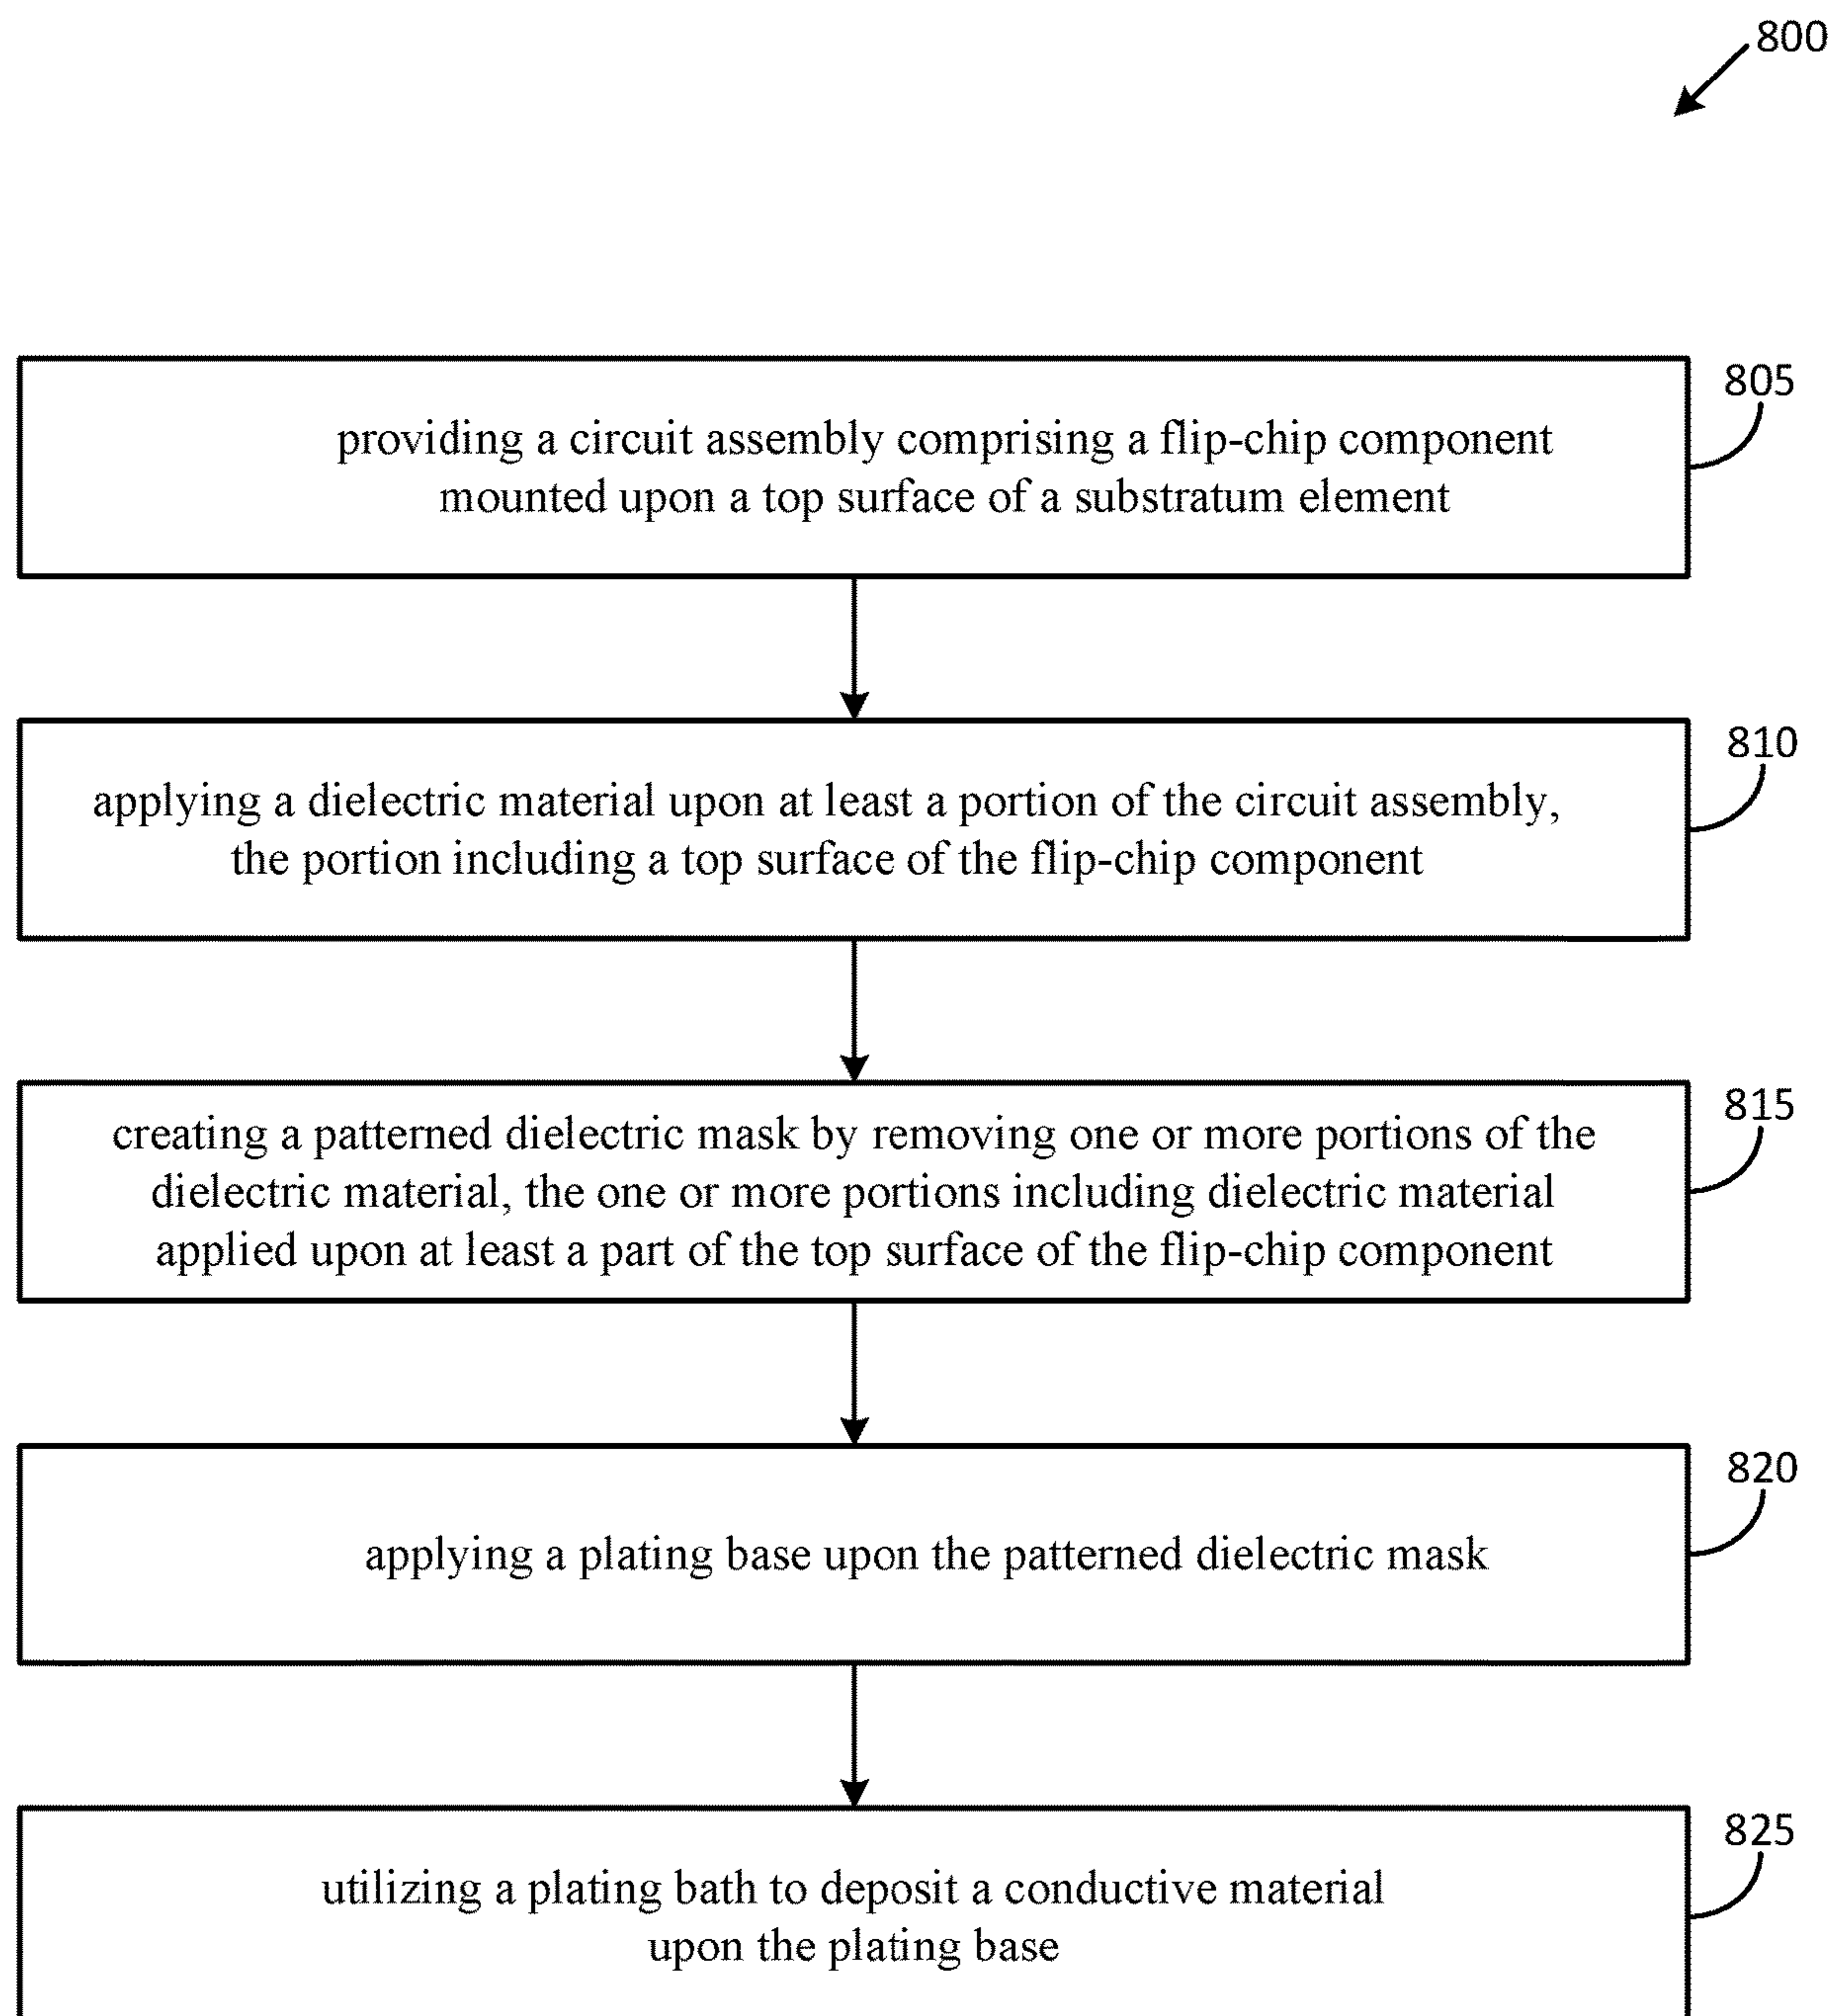 800
805
providing a circuit assembly comprising a flip-chip component
mounted upon a top surface of a substratum element
810
applying a dielectric material upon at least a portion of the circuit assembly,
the portion including a top surface of the flip-chip component
815
creating a patterned dielectric mask by removing one or more portions of the
dielectric material, the one or more portions including dielectric material
applied upon at least a part of the top surface of the flip-chip component
820
applying a plating base upon the patterned dielectric mask
825
utilizing a plating bath to deposit a conductive material
upon the plating base